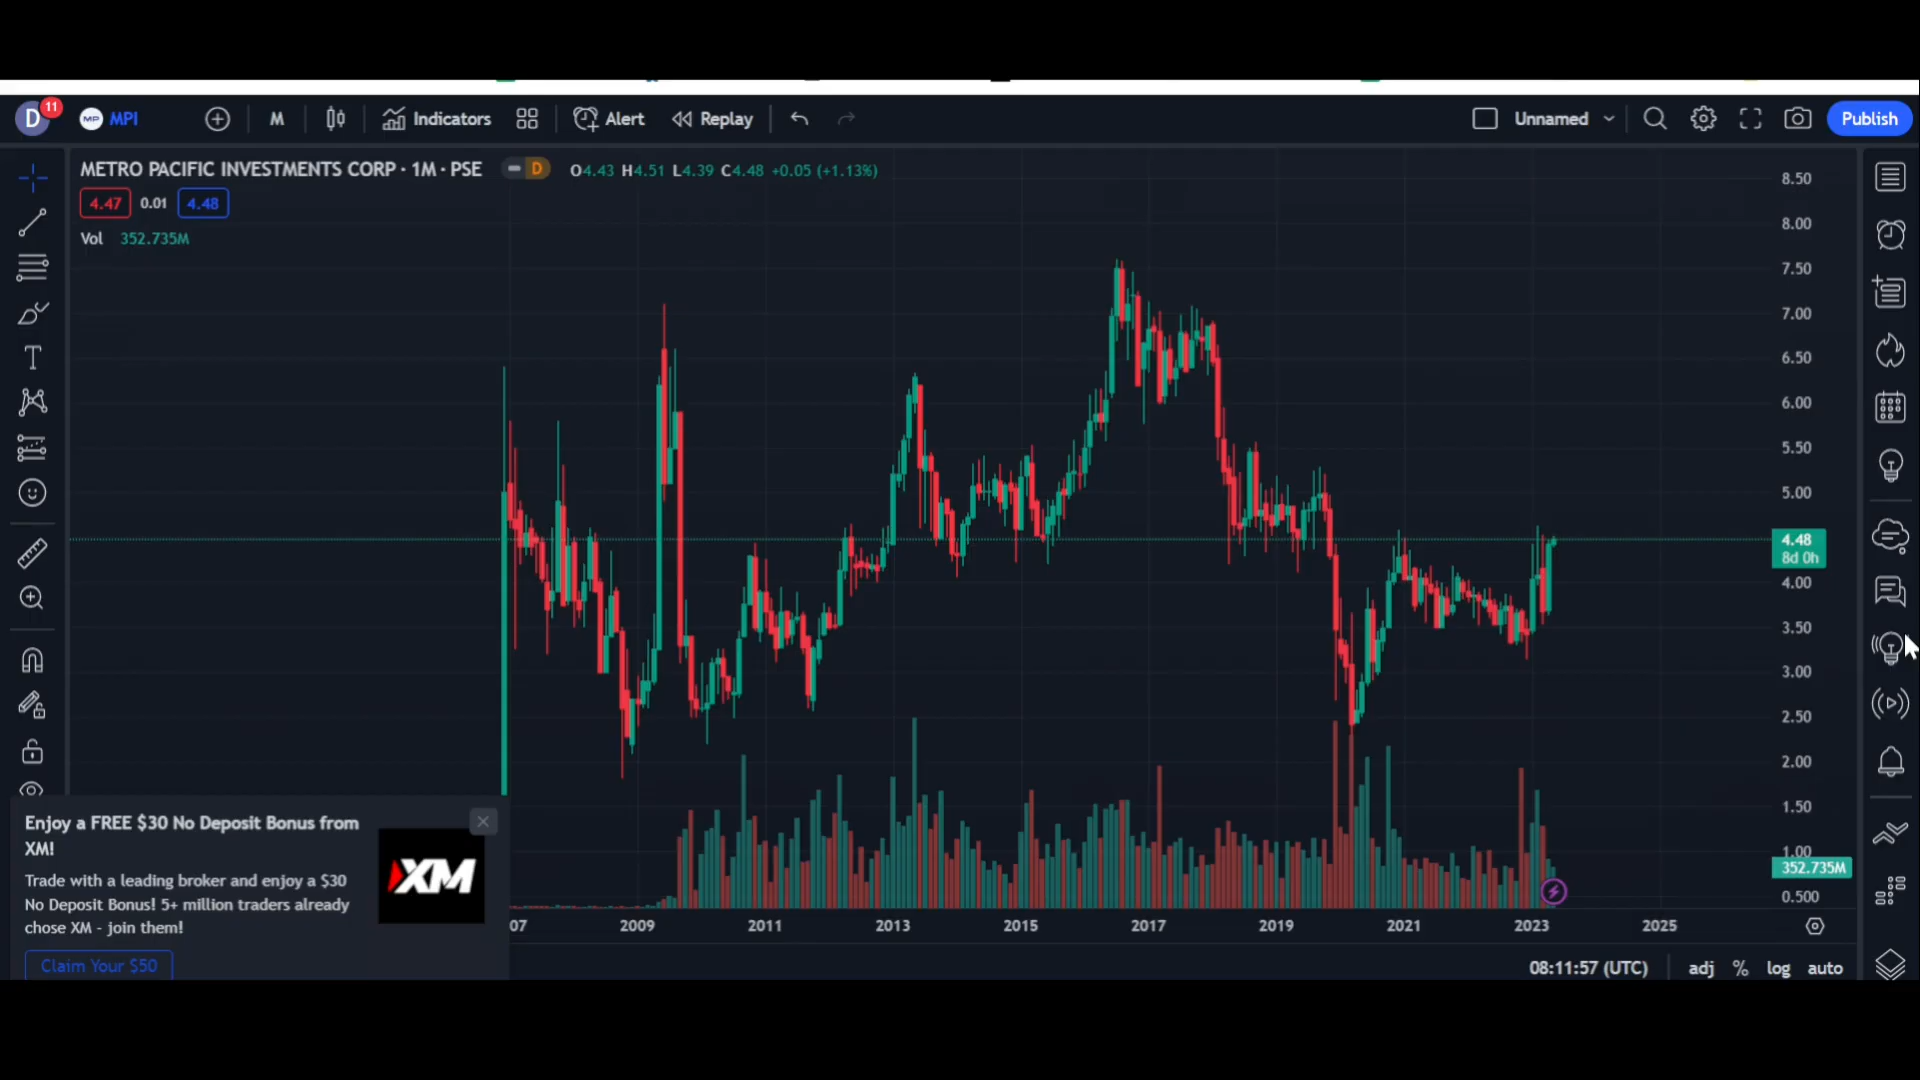 D 11 MP MPI M Indicators Alert Replay Unnamed Publish
METRO PACIFIC INVESTMENTS CORP · 1M · PSE D O4.43 H4.51 L4.39 C4.48 +0.05 (+1.13%)
4.47 0.01 4.48
Vol 352.735M
8.50
8.00
7.50
7.00
6.50
6.00
5.50
5.00
4.48
8d 0h
4.00
3.50
3.00
2.50
2.00
1.50
1.00
352.735M
0.500
Enjoy a FREE $30 No Deposit Bonus from
XM!
Trade with a leading broker and enjoy a $30
No Deposit Bonus! 5+ million traders already
chose XM - join them!
XM
Claim Your $50
07 2009 2011 2013 2015 2017 2019 2021 2023 2025
08:11:57 (UTC) adj % log auto